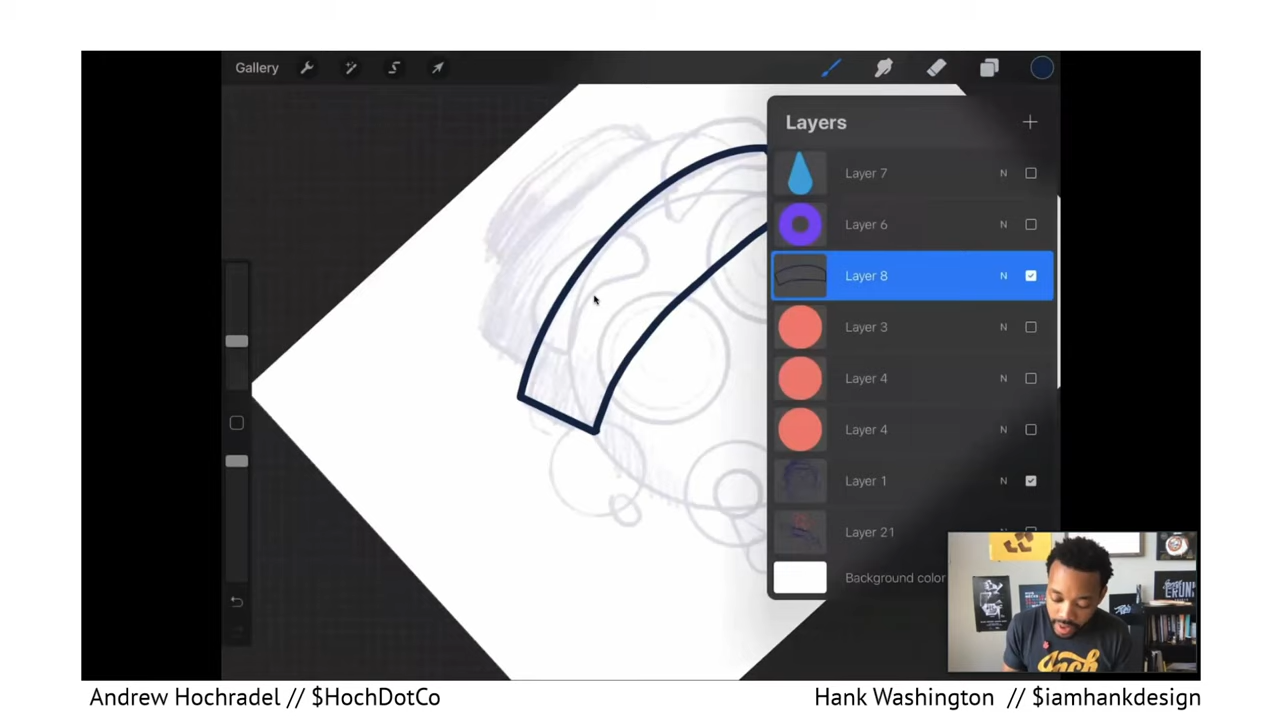 Gallery
Layers
Layer 7 N
Layer 6 N
Layer 8 N
Layer 3 N
Layer 4 N
Layer 4 N
Layer 1 N
Layer 21
Background color
CRUNK
Andrew Hochradel // $HochDotCo
Hank Washington // $iamhankdesign